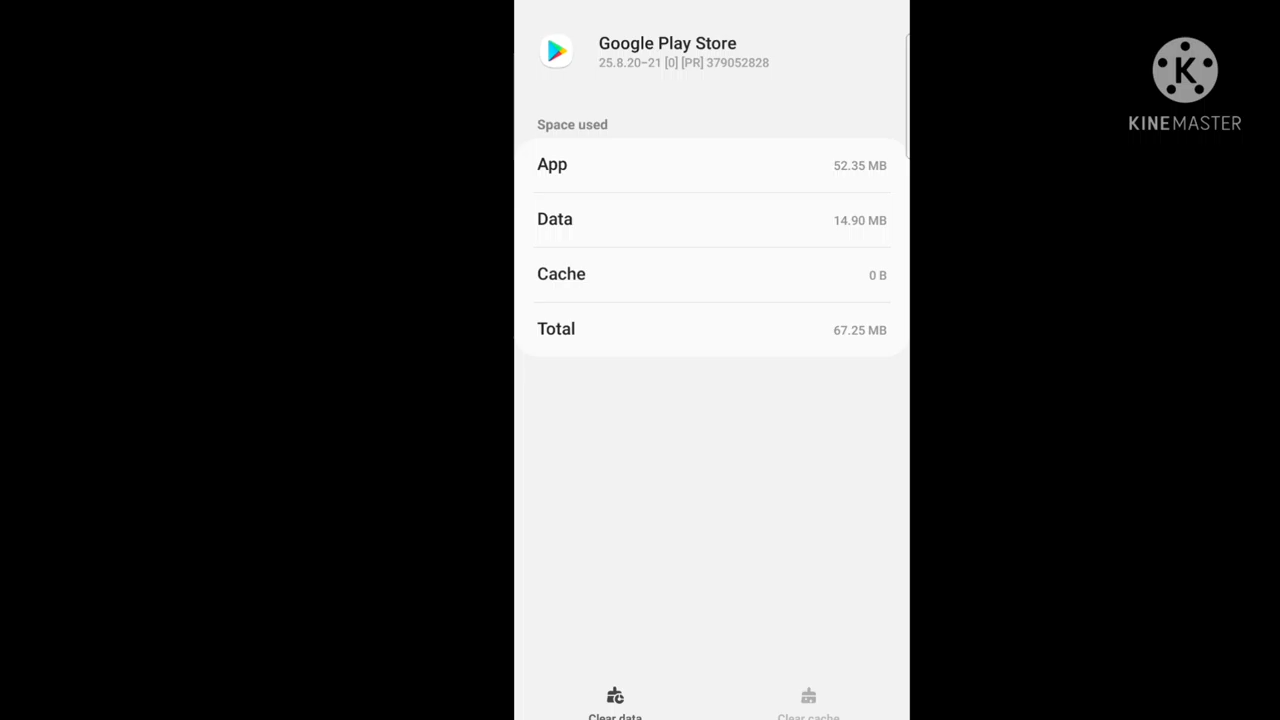 Google Play Store
25.8.20-21 [0] [PR] 379052828
KINEMASTER
Space used
App 52.35 MB
Data 14.90 MB
Cache 0 B
Total 67.25 MB
Clear data Clear cache